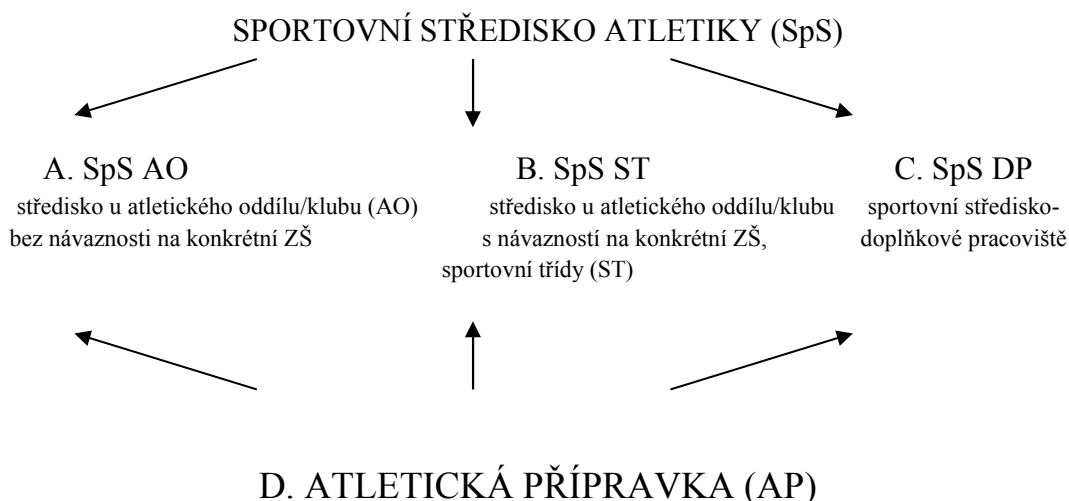 SPORTOVNÍ STŘEDISKO ATLETIKY (SpS)
A. SpS AO
středisko u atletického oddílu/klubu (AO)
bez návaznosti na konkrétní ZŠ
B. SpS ST
středisko u atletického oddílu/klubu
s návazností na konkrétní ZŠ,
sportovní třídy (ST)
C. SpS DP
sportovní středisko-
doplňkové pracoviště
D. ATLETICKÁ PŘÍPRAVKA (AP)